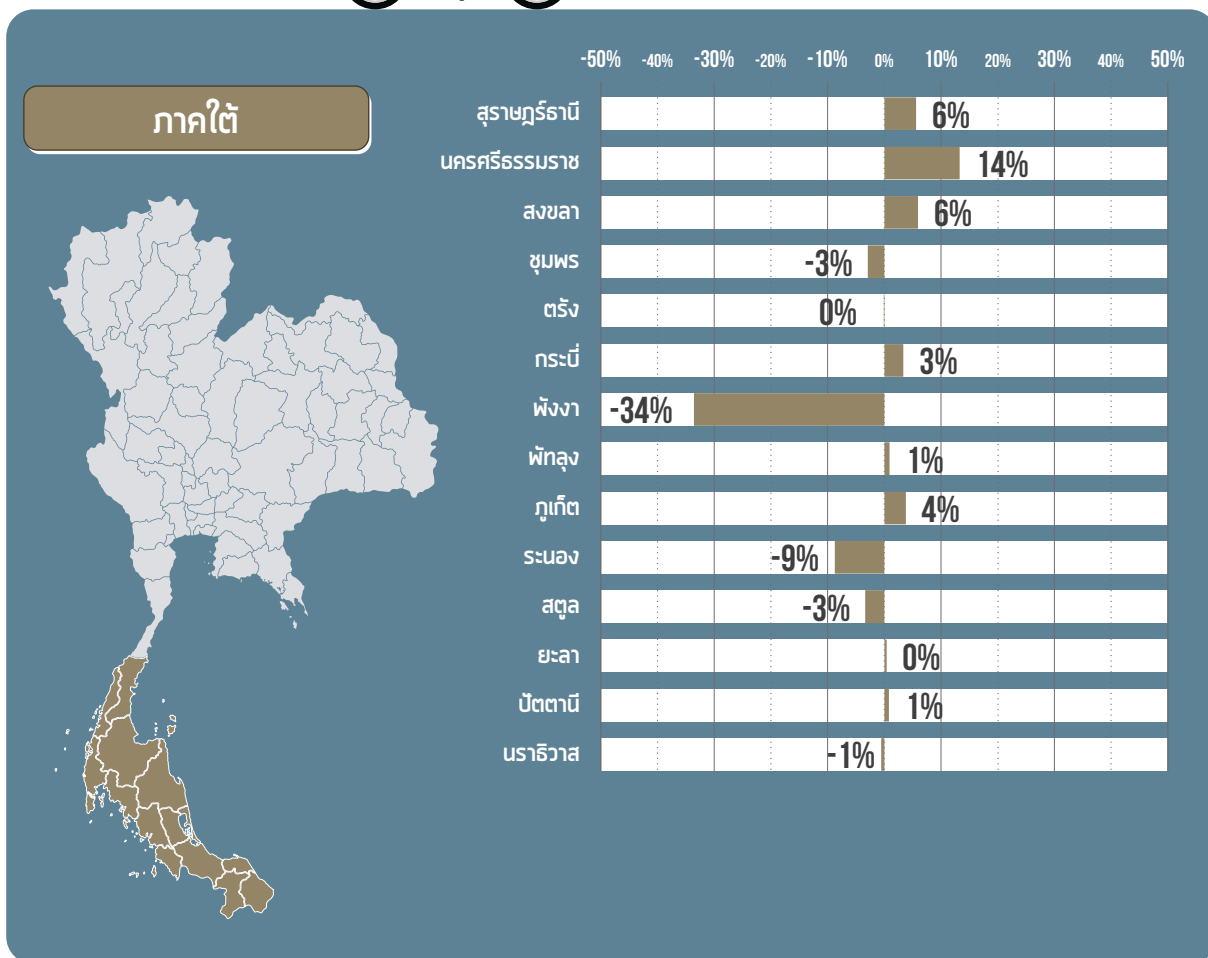 -50% -40% -30% -20% -10% 0% 10% 20% 30% 40% 50%
ภาคใต้
สุราษฎร์ธานี 6%
นครศรีธรรมราช 14%
สงขลา 6%
ชุมพร -3%
ตรัง 0%
กระบี่ 3%
พังงา -34%
พัทลุง 1%
ภูเก็ต 4%
ระนอง -9%
สตูล -3%
ยะลา 0%
ปัตตานี 1%
นราธิวาส -1%